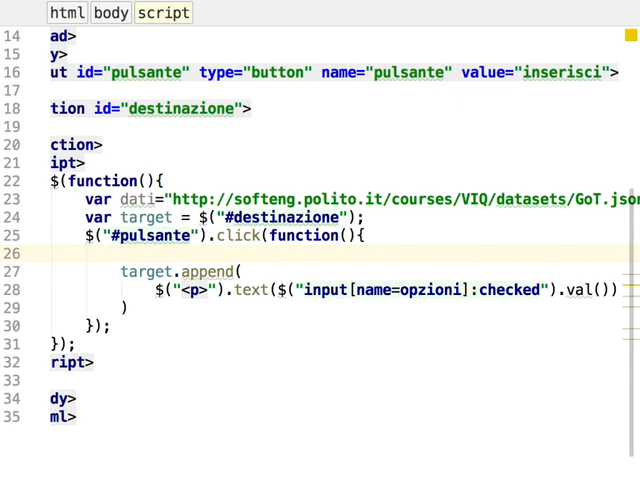 html body script
14 ad>
15 y>
16 ut id="pulsante" type="button" name="pulsante" value="inserisci">
17
18 tion id="destinazione">
19
20 ction>
21 ipt>
22 $(function(){
23 var dati="http://softeng.polito.it/courses/VIQ/datasets/GoT.json
24 var target = $("#destinazione");
25 $("#pulsante").click(function(){
26
27 target.append(
28 $("<p>").text($("input[name=opzioni]:checked").val())
29 )
30 });
31 });
32 ript>
33
34 dy>
35 ml>